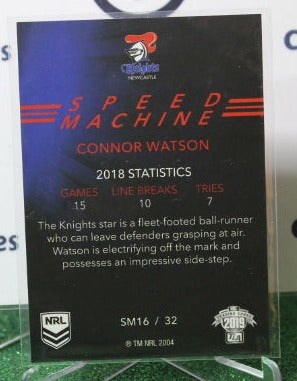 Knights
NEWCASTLE
SPEED
MACHINE
CONNOR WATSON
2018 STATISTICS
GAMES LINE BREAKS TRIES
15 10 7
The Knights star is a fleet-footed ball-runner
who can leave defenders grasping at air.
Watson is electrifying off the mark and
possesses an impressive side-step.
NRL
SM16 / 32
2019
® TM NRL 2004